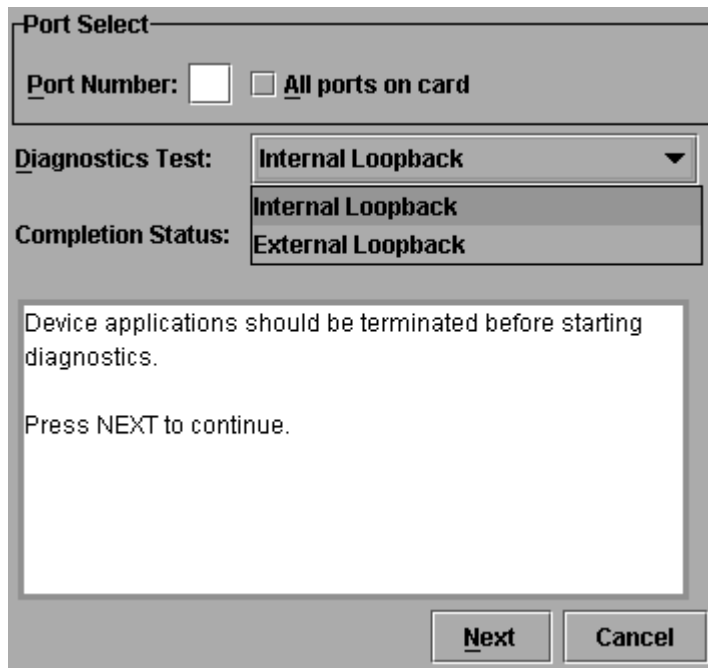 Port Select
Port Number:
All ports on card
Diagnostics Test:
Internal Loopback
Internal Loopback
External Loopback
Completion Status:
Device applications should be terminated before starting
diagnostics.
Press NEXT to continue.
Next
Cancel